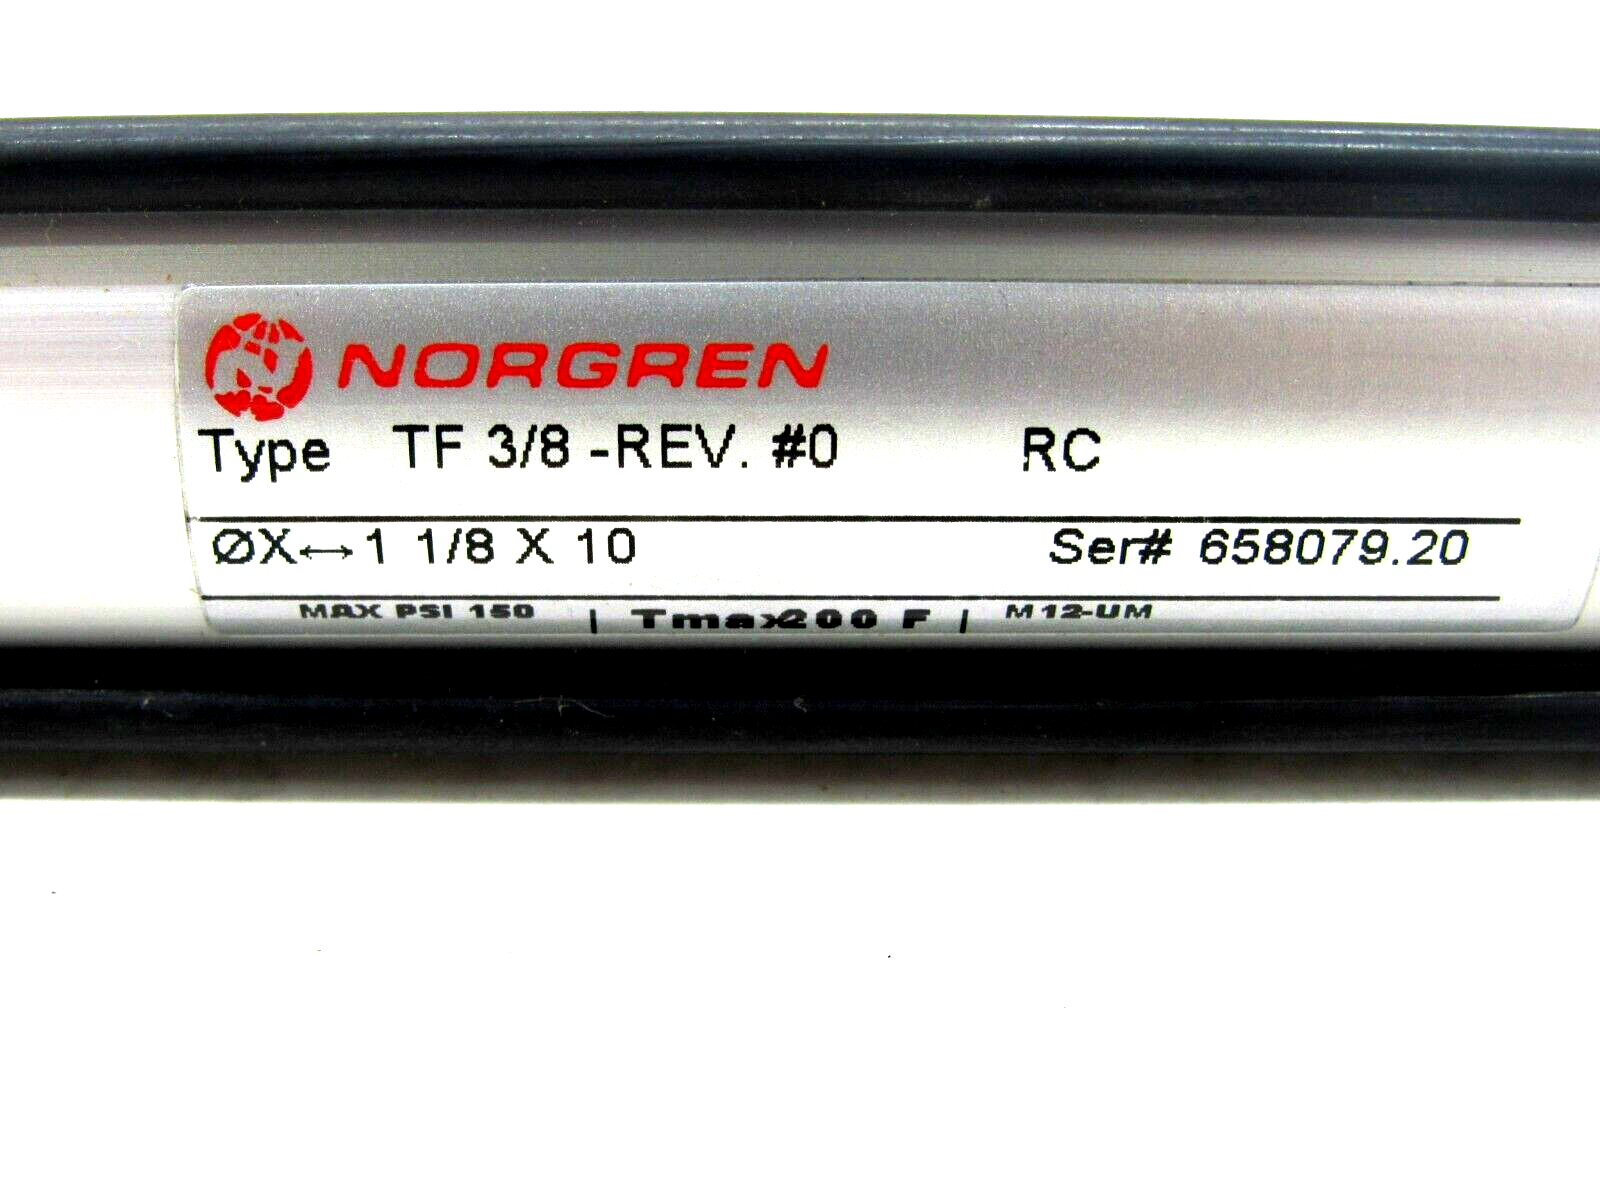 NORGREN
Type TF 3/8 -REV. #0 RC
ØX↔1 1/8 X 10 Ser# 658079.20
MAX PSI 150 | Tmax200 F | M12-UM